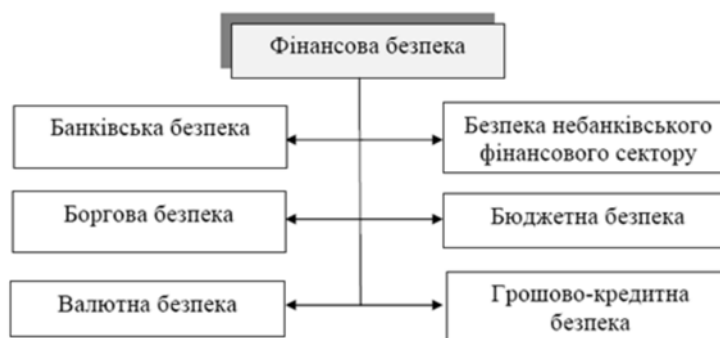 Фінансова безпека
Банківська безпека
Безпека небанківського
фінансового сектору
Боргова безпека
Бюджетна безпека
Валютна безпека
Грошово-кредитна
безпека